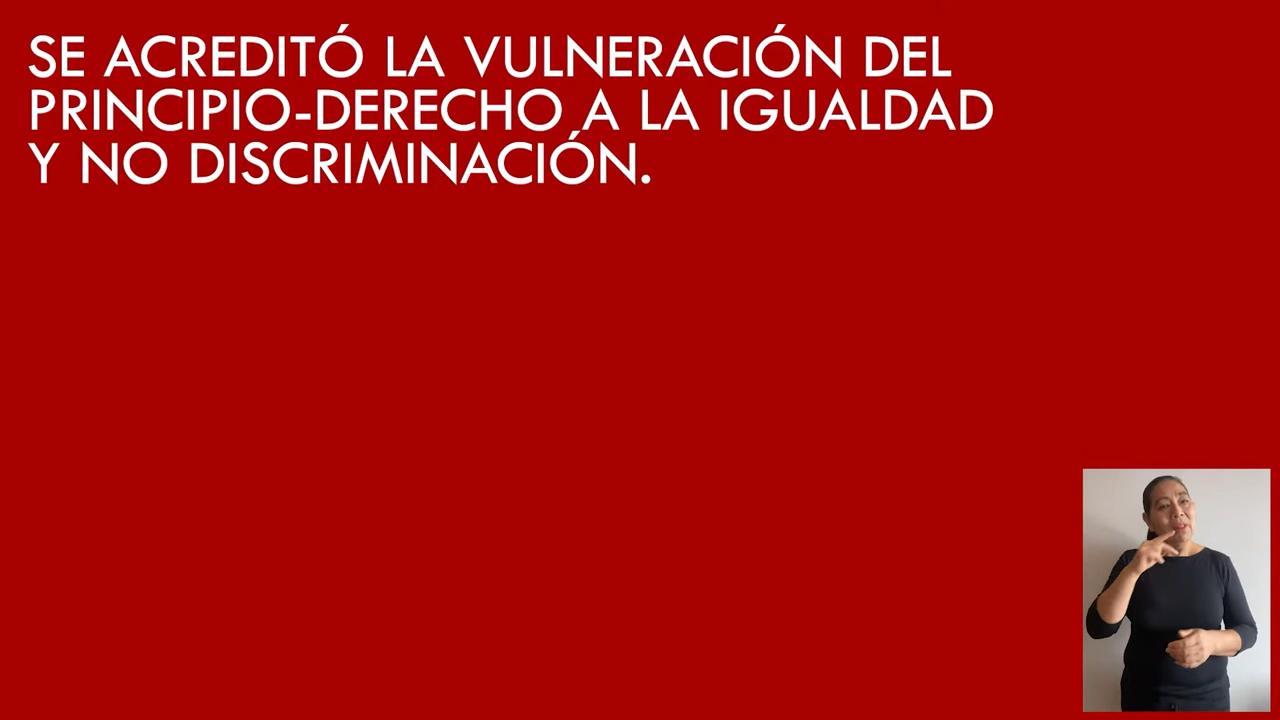 SE ACREDITÓ LA VULNERACIÓN DEL
PRINCIPIO-DERECHO A LA IGUALDAD
Y NO DISCRIMINACIÓN.